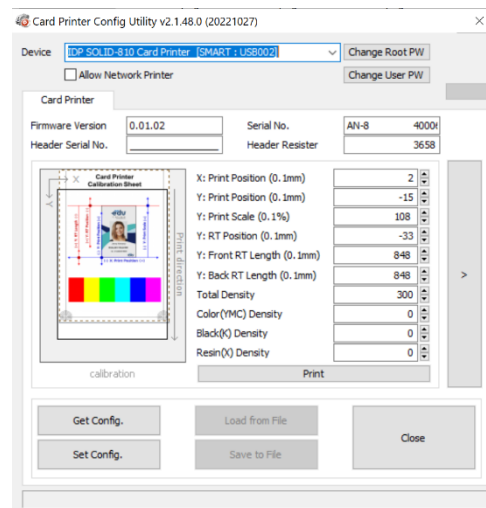 Card Printer Config Utility v2.1.48.0 (20221027)
Device IDP SOLID-810 Card Printer [SMART : USB002] Change Root PW
Allow Network Printer Change User PW
Card Printer
Firmware Version 0.01.02 Serial No. AN-8 4000
Header Serial No. Header Resister 3658
X
Y
Card Printer
Calibration Sheet
Print direction
X: Print Position (0.1mm) 2
Y: Print Position (0.1mm) -15
Y: Print Scale (0.1%) 108
Y: RT Position (0.1mm) -33
Y: Front RT Length (0.1mm) 848
Y: Back RT Length (0.1mm) 848
Total Density 300
Color(YMC) Density 0
Black(K) Density 0
Resin(X) Density 0
calibration Print
>
Get Config. Load from File
Set Config. Save to File
Close